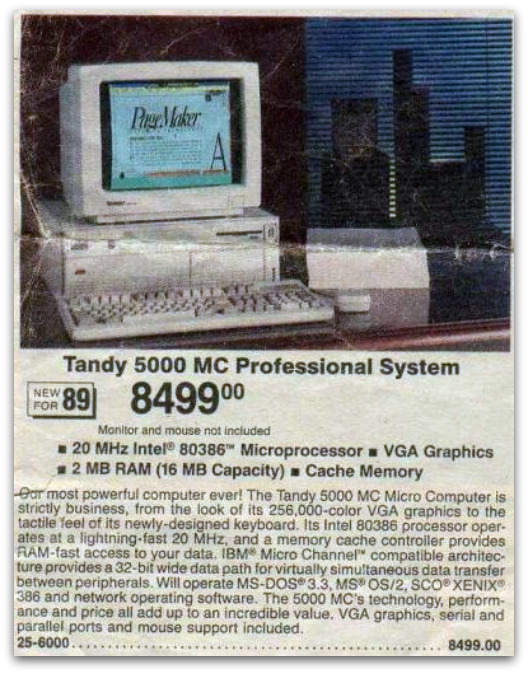 PageMaker
A
TANDY
Tandy 5000 MC Professional System
NEW FOR 89
8499⁰⁰
Monitor and mouse not included
■ 20 MHz Intel® 80386™ Microprocessor ■ VGA Graphics
■ 2 MB RAM (16 MB Capacity) ■ Cache Memory
Our most powerful computer ever! The Tandy 5000 MC Micro Computer is
strictly business, from the look of its 256,000-color VGA graphics to the
tactile feel of its newly-designed keyboard. Its Intel 80386 processor oper-
ates at a lightning-fast 20 MHz, and a memory cache controller provides
RAM-fast access to your data. IBM® Micro Channel™ compatible architec-
ture provides a 32-bit wide data path for virtually simultaneous data transfer
between peripherals. Will operate MS-DOS® 3.3, MS® OS/2, SCO® XENIX®
386 and network operating software. The 5000 MC's technology, perform-
ance and price all add up to an incredible value. VGA graphics, serial and
parallel ports and mouse support included.
25-6000 . . . . . . . . . . . . . . . . . . . . . . . . . . . . . . . . . . . . . . . . . . . . 8499.00